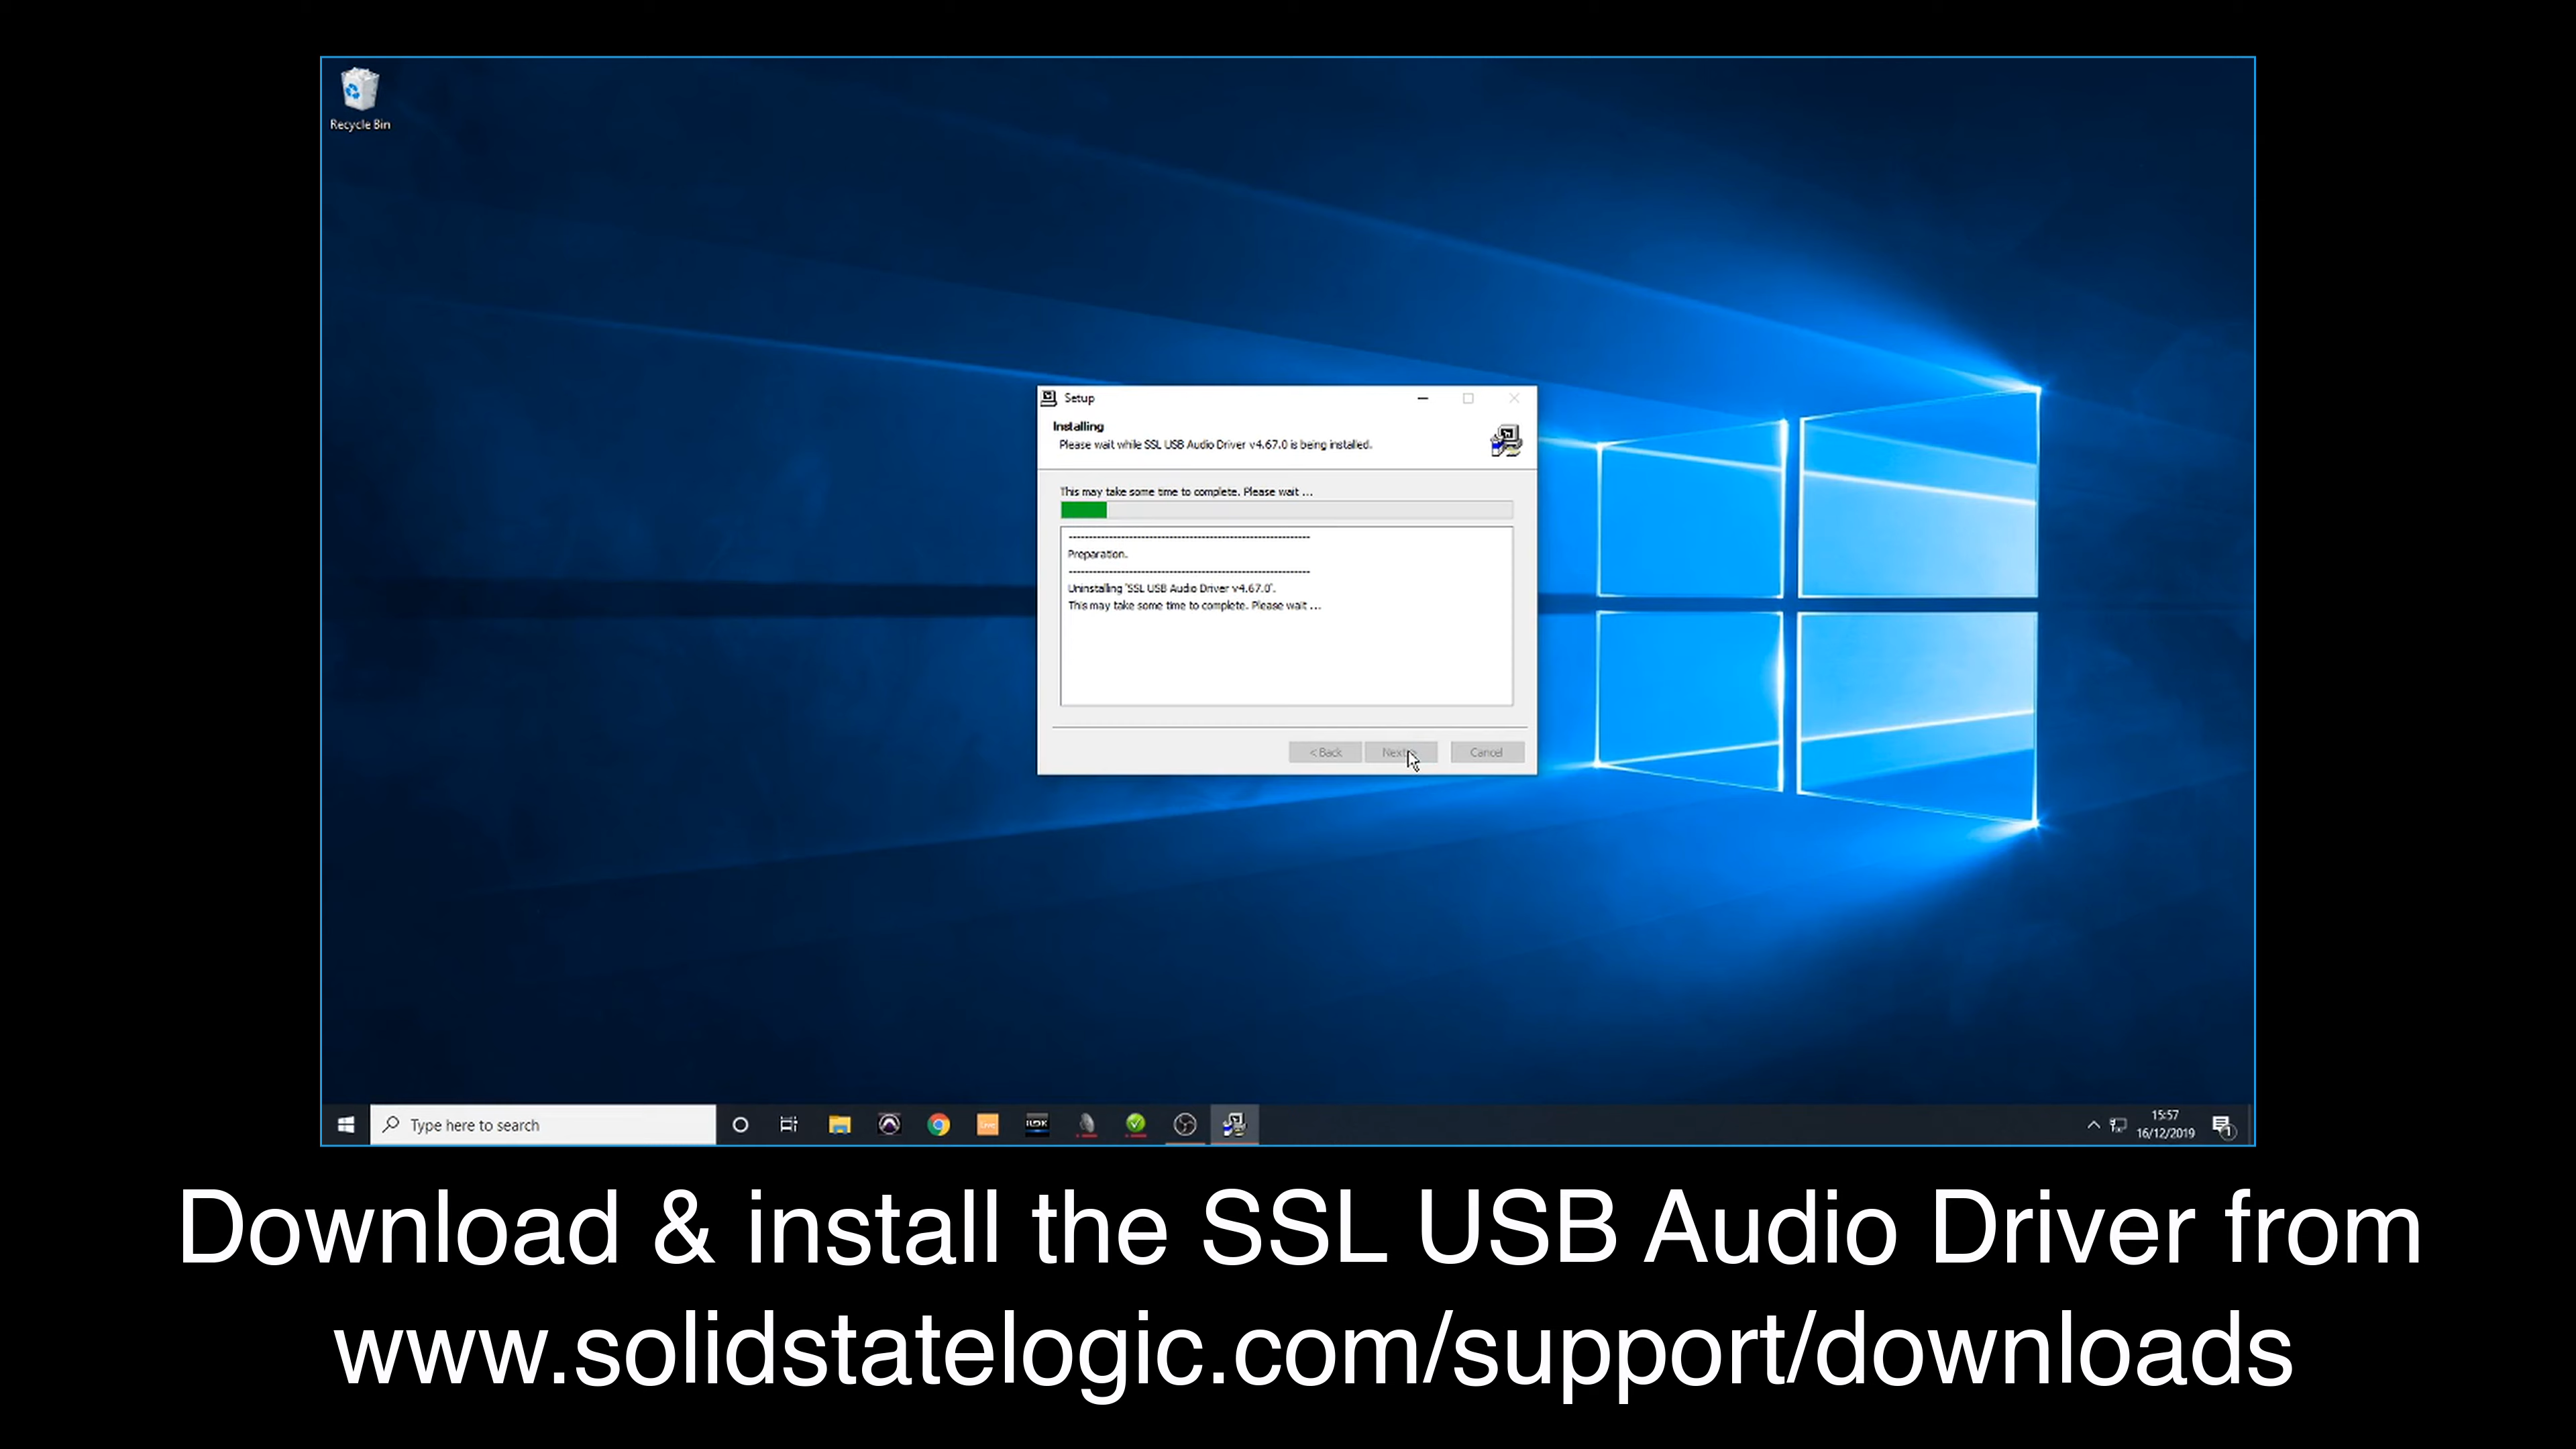 Recycle Bin
Setup
Installing
Please wait while SSL USB Audio Driver v4.67.0 is being installed.
This may take some time to complete. Please wait ...
------------------------------------------------------------
Preparation.
------------------------------------------------------------
Uninstalling 'SSL USB Audio Driver v4.67.0'.
This may take some time to complete. Please wait ...
< Back Next > Cancel
Type here to search
Live
iLOK
15:57
16/12/2019
1
Download & install the SSL USB Audio Driver from
www.solidstatelogic.com/support/downloads